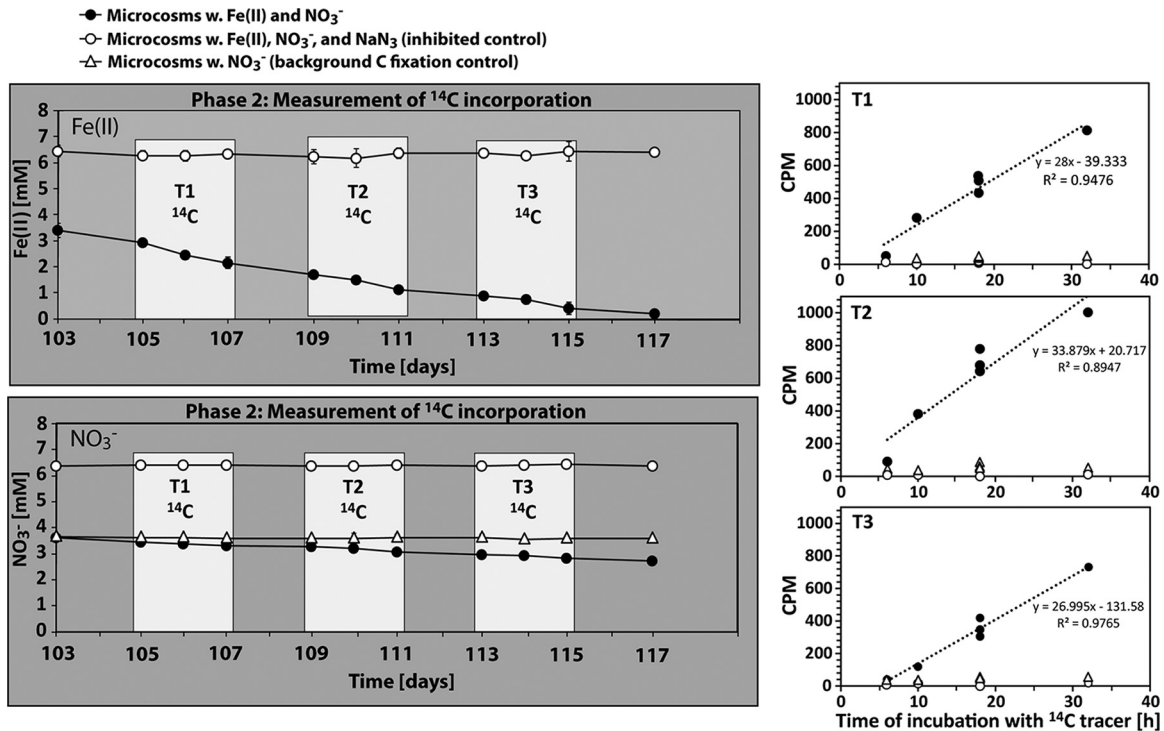 Microcosms w. Fe(II) and NO₃⁻
Microcosms w. Fe(II), NO₃⁻, and NaN₃ (inhibited control)
Microcosms w. NO₃⁻ (background C fixation control)
Phase 2: Measurement of ¹⁴C incorporation
Fe(II)
Fe(II) [mM]
8
7
6
5
4
3
2
1
0
T1
¹⁴C
T2
¹⁴C
T3
¹⁴C
103 105 107 109 111 113 115 117
Time [days]
Phase 2: Measurement of ¹⁴C incorporation
NO₃⁻
NO₃⁻ [mM]
8
7
6
5
4
3
2
1
0
T1
¹⁴C
T2
¹⁴C
T3
¹⁴C
103 105 107 109 111 113 115 117
Time [days]
T1
CPM
1000
800
600
400
200
0
y = 28x - 39.333
R² = 0.9476
0 10 20 30 40
T2
CPM
1000
800
600
400
200
0
y = 33.879x + 20.717
R² = 0.8947
0 10 20 30 40
T3
CPM
1000
800
600
400
200
0
y = 26.995x - 131.58
R² = 0.9765
0 10 20 30 40
Time of incubation with ¹⁴C tracer [h]